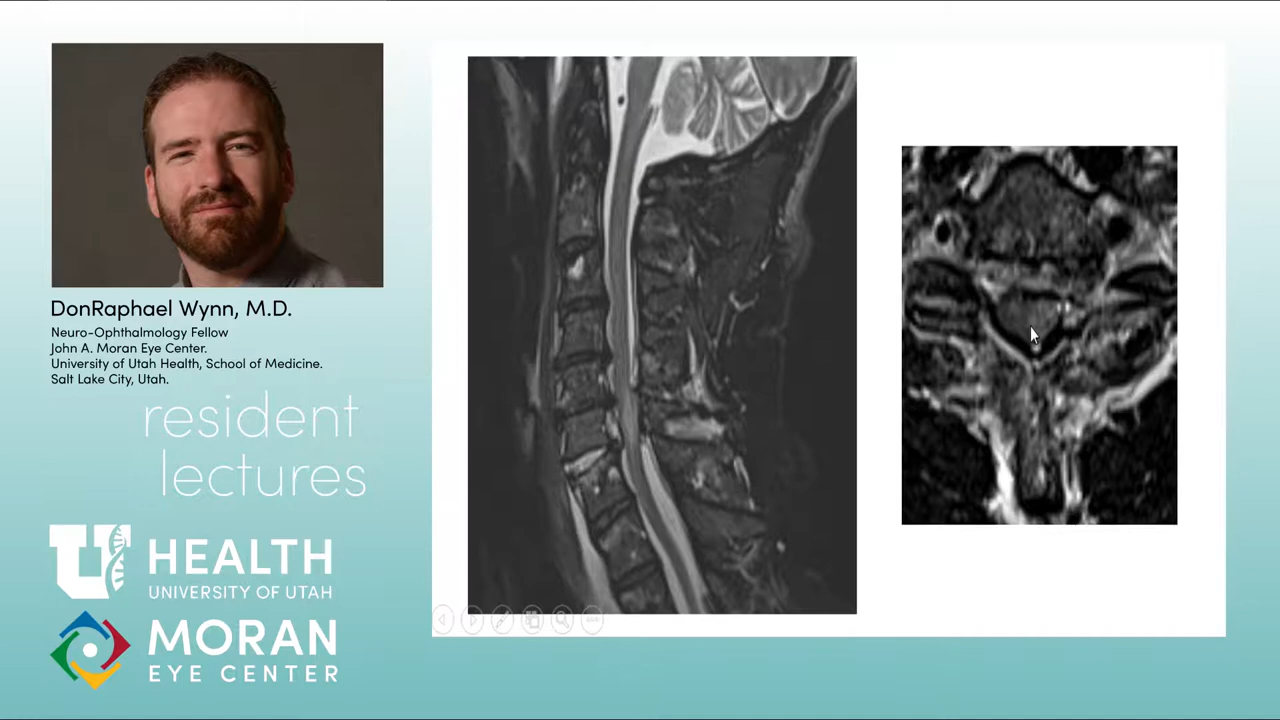 DonRaphael Wynn, M.D.
Neuro-Ophthalmology Fellow
John A. Moran Eye Center.
University of Utah Health, School of Medicine.
Salt Lake City, Utah.
resident
lectures
U
HEALTH
UNIVERSITY OF UTAH
MORAN
EYE CENTER